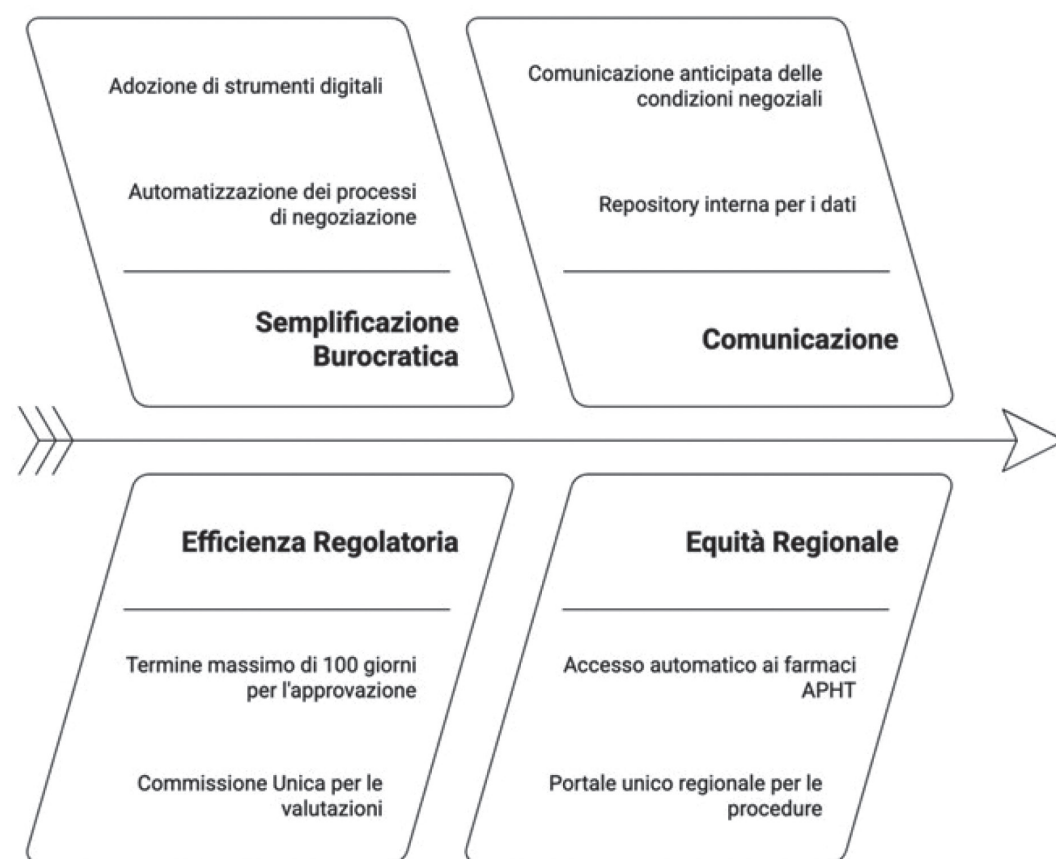 Adozione di strumenti digitali
Automatizzazione dei processi
di negoziazione
Semplificazione
Burocratica
Comunicazione anticipata delle
condizioni negoziali
Repository interna per i dati
Comunicazione
Efficienza Regolatoria
Termine massimo di 100 giorni
per l'approvazione
Commissione Unica per le
valutazioni
Equità Regionale
Accesso automatico ai farmaci
APHT
Portale unico regionale per le
procedure